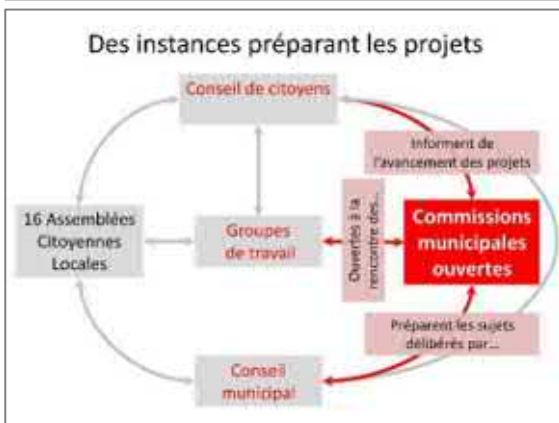 Des instances préparant les projets
Conseil de citoyens
Informent de
l'avancement des projets
16 Assemblées
Citoyennes
Locales
Groupes
de travail
Ouvertes à la
rencontre des...
Commissions
municipales
ouvertes
Préparent les sujets
délibérés par...
Conseil
municipal